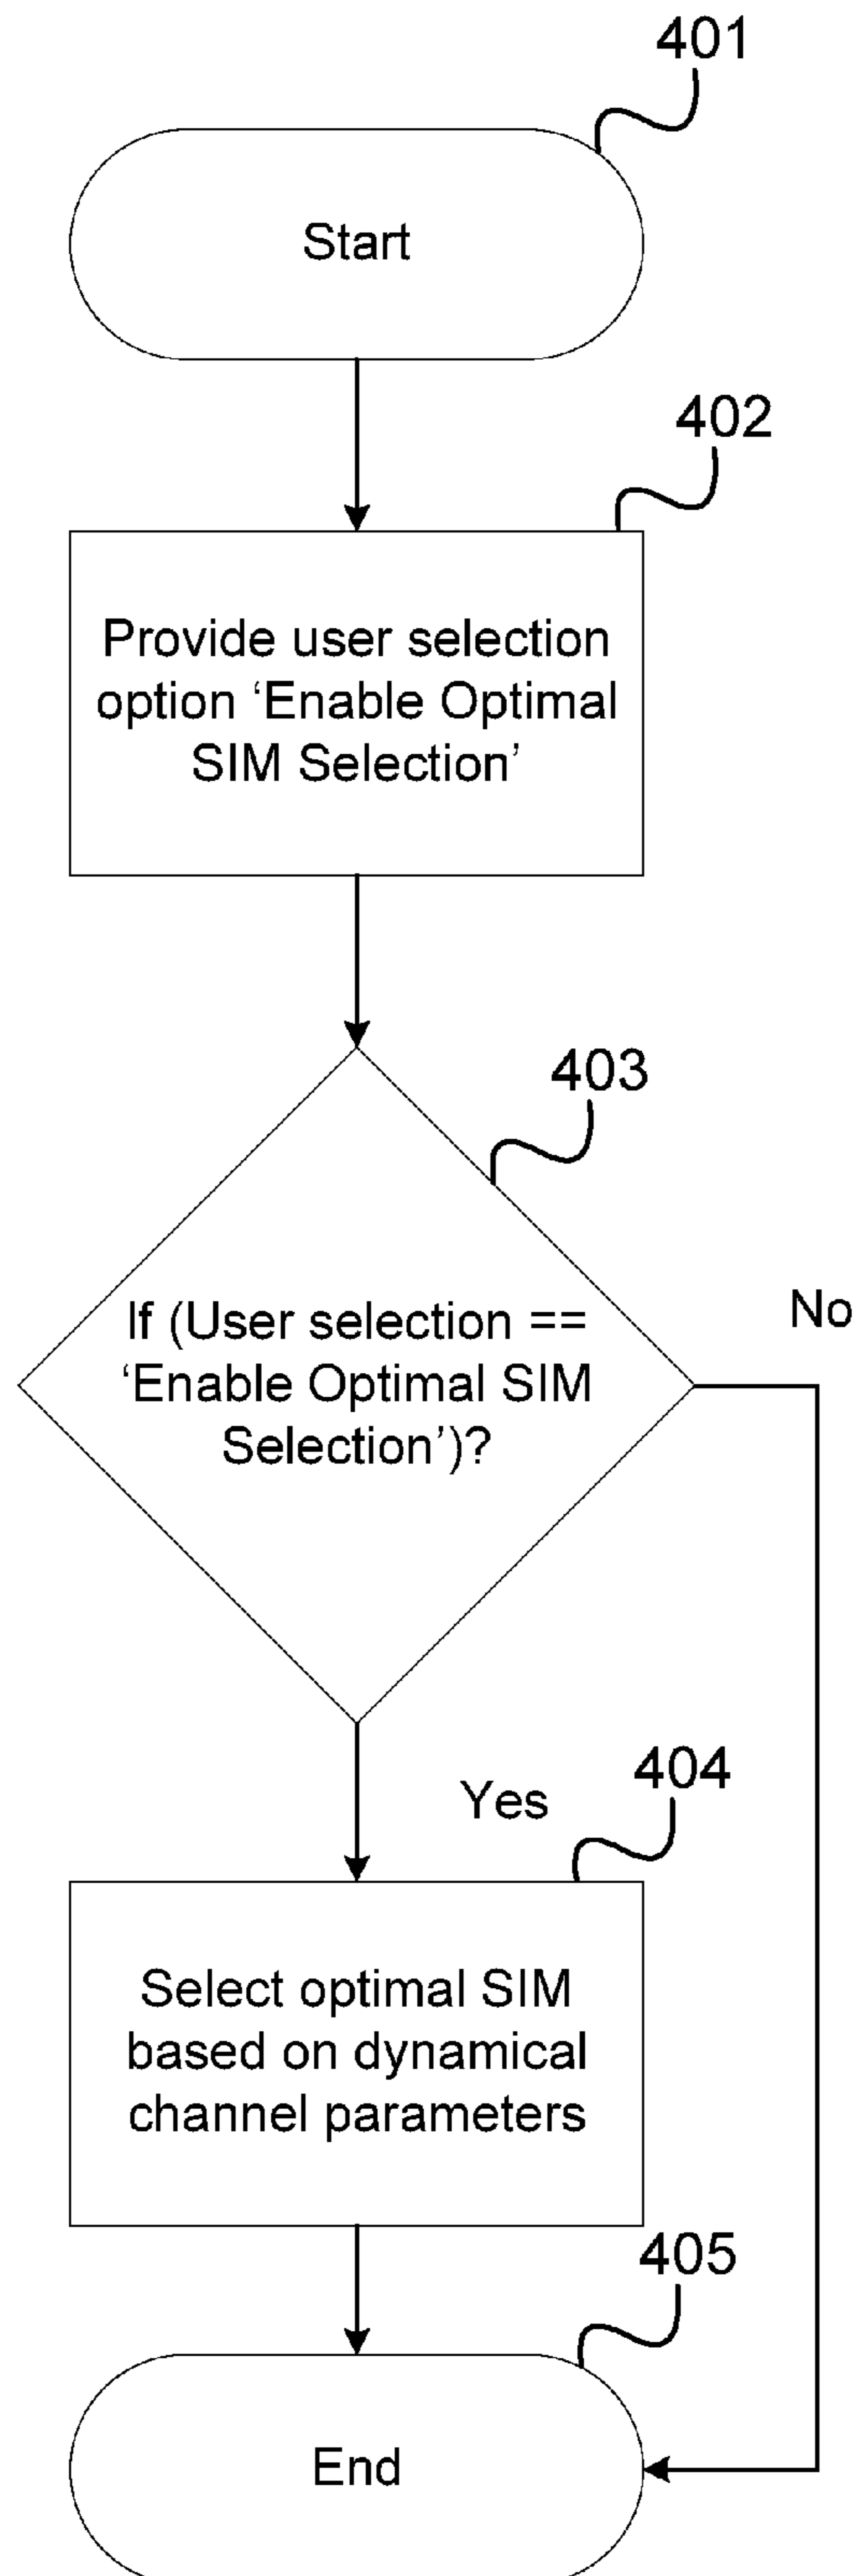 401
Start
402
Provide user selection
option ‘Enable Optimal
SIM Selection’
403
If (User selection ==
‘Enable Optimal SIM
Selection’)?
No
Yes
404
Select optimal SIM
based on dynamical
channel parameters
405
End